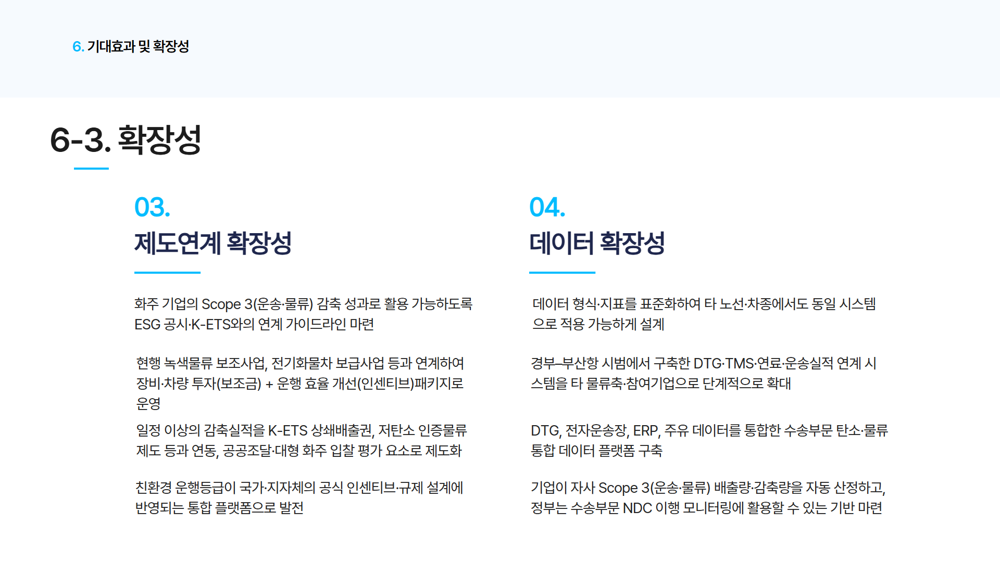 6. 기대효과 및 확장성
6-3. 확장성
03.
제도연계 확장성
화주 기업의 Scope 3(운송·물류) 감축 성과로 활용 가능하도록
ESG 공시·K-ETS와의 연계 가이드라인 마련
현행 녹색물류 보조사업, 전기화물차 보급사업 등과 연계하여
장비·차량 투자(보조금) + 운행 효율 개선(인센티브)패키지로
운영
일정 이상의 감축실적을 K-ETS 상쇄배출권, 저탄소 인증물류
제도 등과 연동, 공공조달·대형 화주 입찰 평가 요소로 제도화
친환경 운행등급이 국가·지자체의 공식 인센티브·규제 설계에
반영되는 통합 플랫폼으로 발전
04.
데이터 확장성
데이터 형식·지표를 표준화하여 타 노선·차종에서도 동일 시스템
으로 적용 가능하게 설계
경부–부산항 시범에서 구축한 DTG·TMS·연료·운송실적 연계 시
스템을 타 물류축·참여기업으로 단계적으로 확대
DTG, 전자운송장, ERP, 주유 데이터를 통합한 수송부문 탄소·물류
통합 데이터 플랫폼 구축
기업이 자사 Scope 3(운송·물류) 배출량·감축량을 자동 산정하고,
정부는 수송부문 NDC 이행 모니터링에 활용할 수 있는 기반 마련